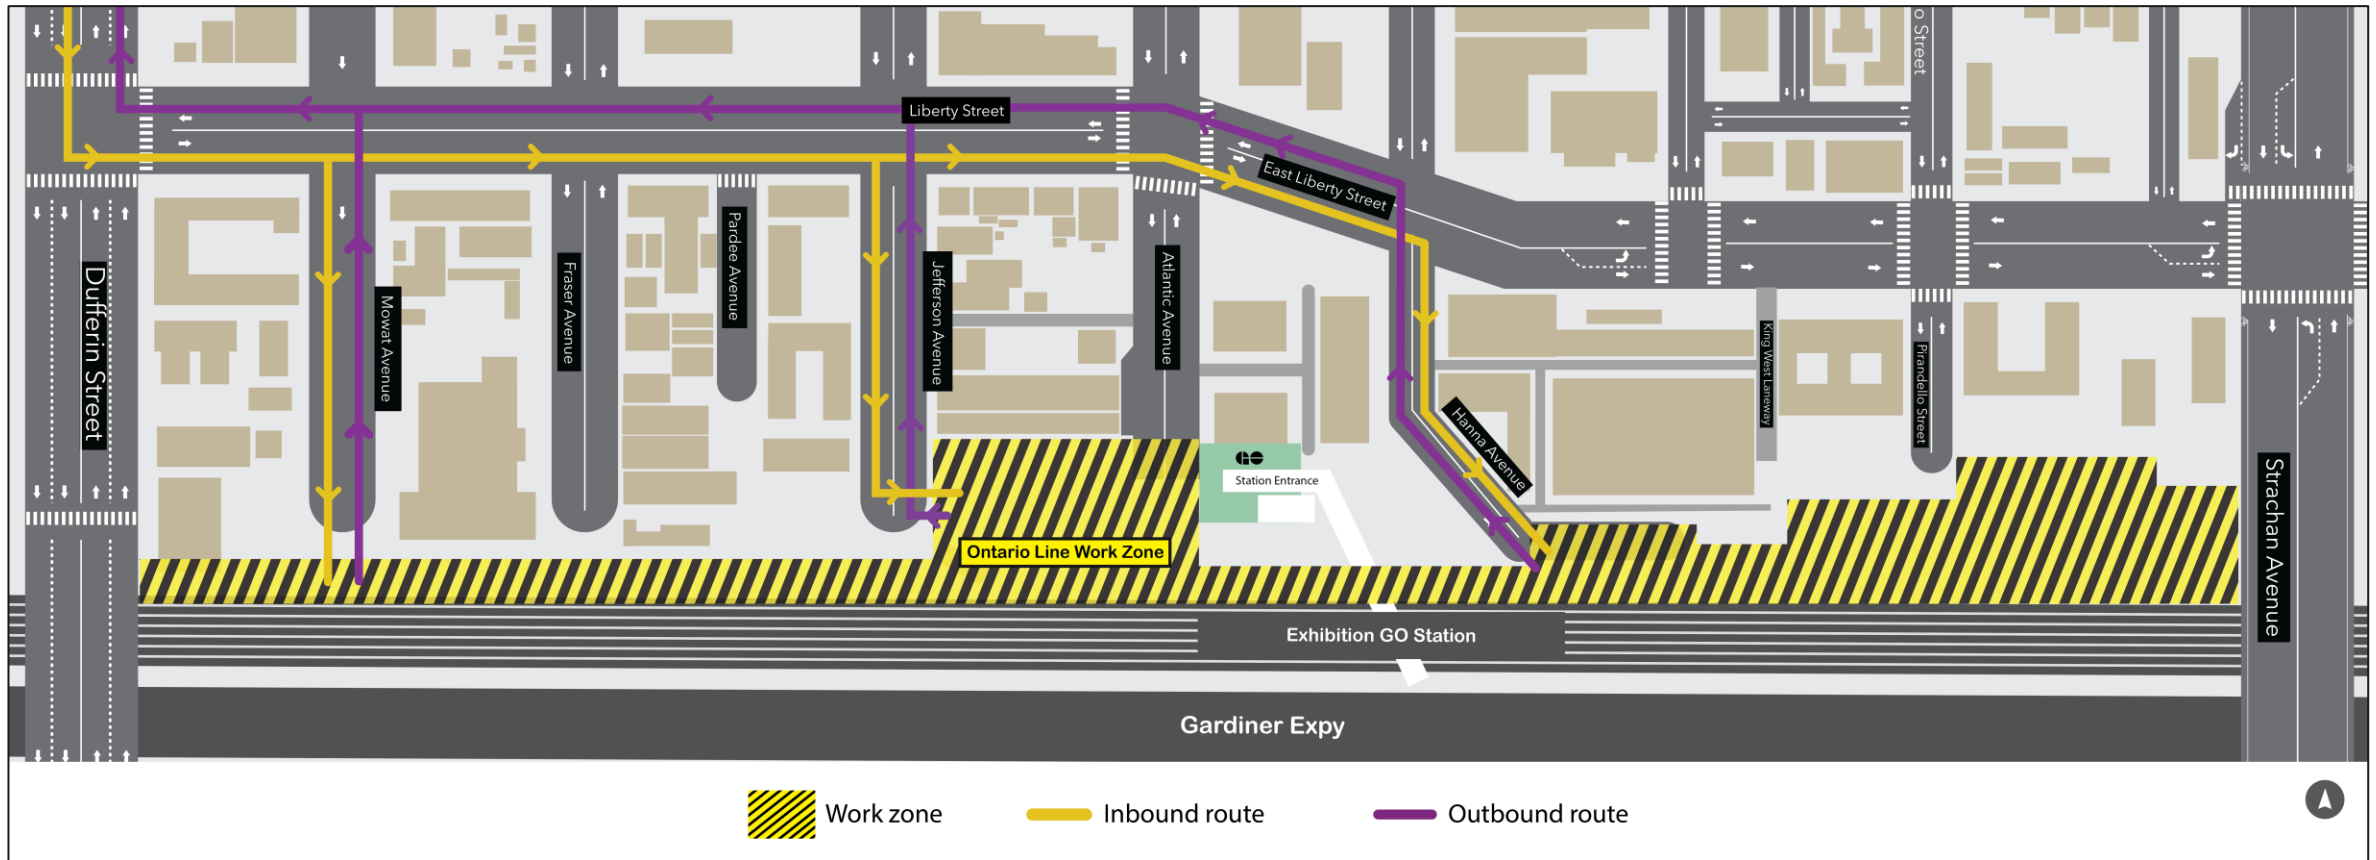 o Street
Liberty Street
East Liberty Street
Dufferin Street
Mowat Avenue
Fraser Avenue
Pardee Avenue
Jefferson Avenue
Atlantic Avenue
Hanna Avenue
King West Laneway
Pirandello Street
Strachan Avenue
GO
Station Entrance
Ontario Line Work Zone
Exhibition GO Station
Gardiner Expy
Work zone
Inbound route
Outbound route